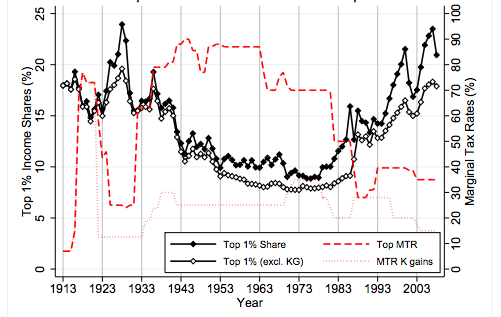 25
20
15
10
5
0
Top 1% Income Shares (%)
100
90
80
70
60
50
40
30
20
10
0
Marginal Tax Rates (%)
Top 1% Share
Top MTR
Top 1% (excl. KG)
MTR K gains
1913 1923 1933 1943 1953 1963 1973 1983 1993 2003
Year